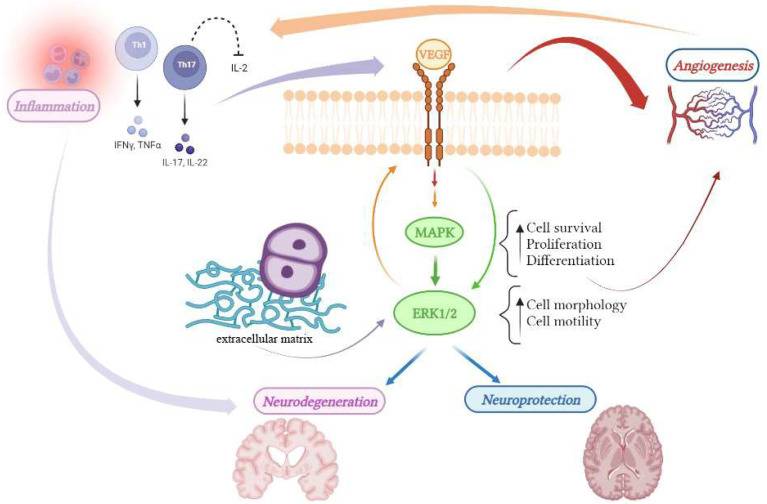 Th1
Th17
IL-2
VEGF
Angiogenesis
Inflammation
IFNγ, TNFα
IL-17, IL-22
MAPK
Cell survival
Proliferation
Differentiation
ERK1/2
Cell morphology
Cell motility
extracellular matrix
Neurodegeneration
Neuroprotection